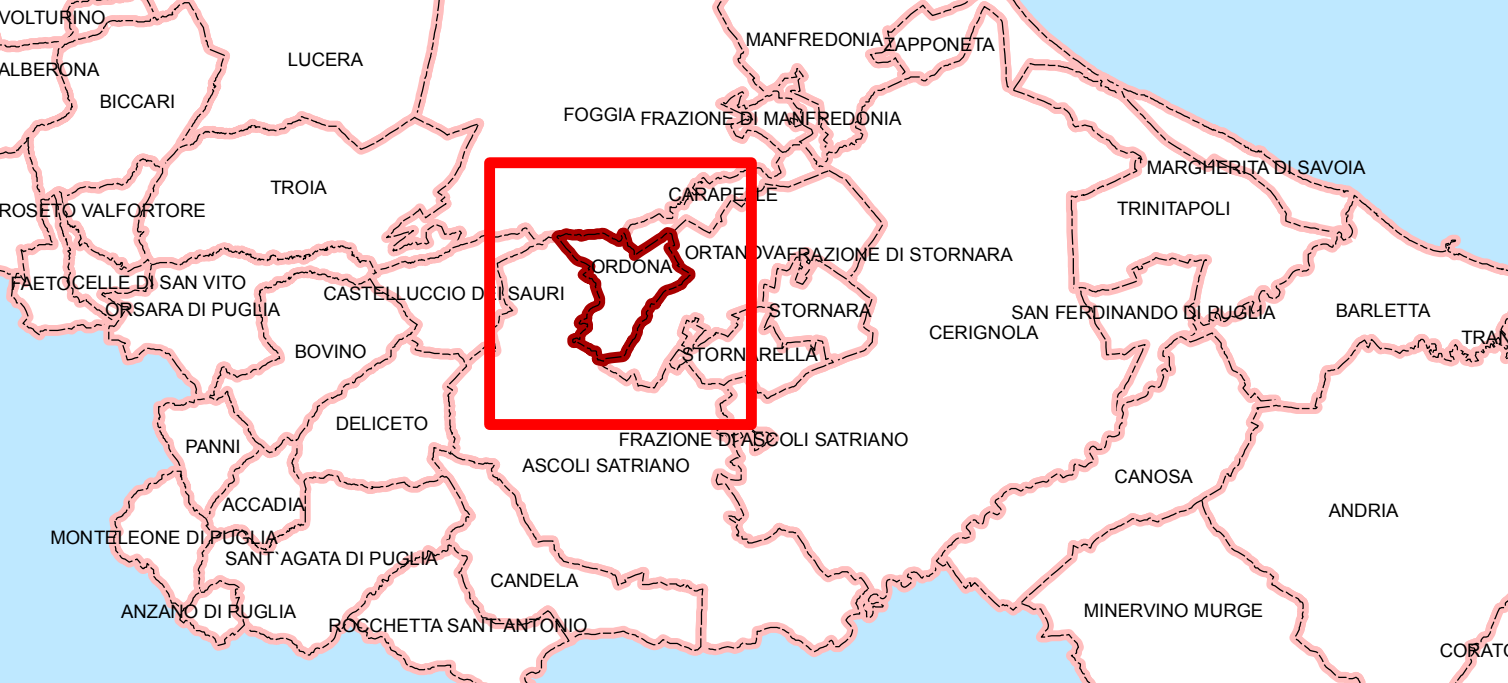 VOLTURINO
MANFREDONIA
ZAPPONETA
LUCERA
ALBERONA
BICCARI
FOGGIA
FRAZIONE DI MANFREDONIA
MARGHERITA DI SAVOIA
TROIA
CARAPELLE
ROSETO VALFORTORE
TRINITAPOLI
ORTANOVA
FRAZIONE DI STORNARA
ORDONA
FAETO
CELLE DI SAN VITO
CASTELLUCCIO DEI SAURI
ORSARA DI PUGLIA
STORNARA
SAN FERDINANDO DI PUGLIA
BARLETTA
CERIGNOLA
TRAN
BOVINO
STORNARELLA
DELICETO
PANNI
FRAZIONE DI ASCOLI SATRIANO
ASCOLI SATRIANO
CANOSA
ACCADIA
ANDRIA
MONTELEONE DI PUGLIA
SANT`AGATA DI PUGLIA
CANDELA
ANZANO DI PUGLIA
MINERVINO MURGE
ROCCHETTA SANT`ANTONIO
CORATO